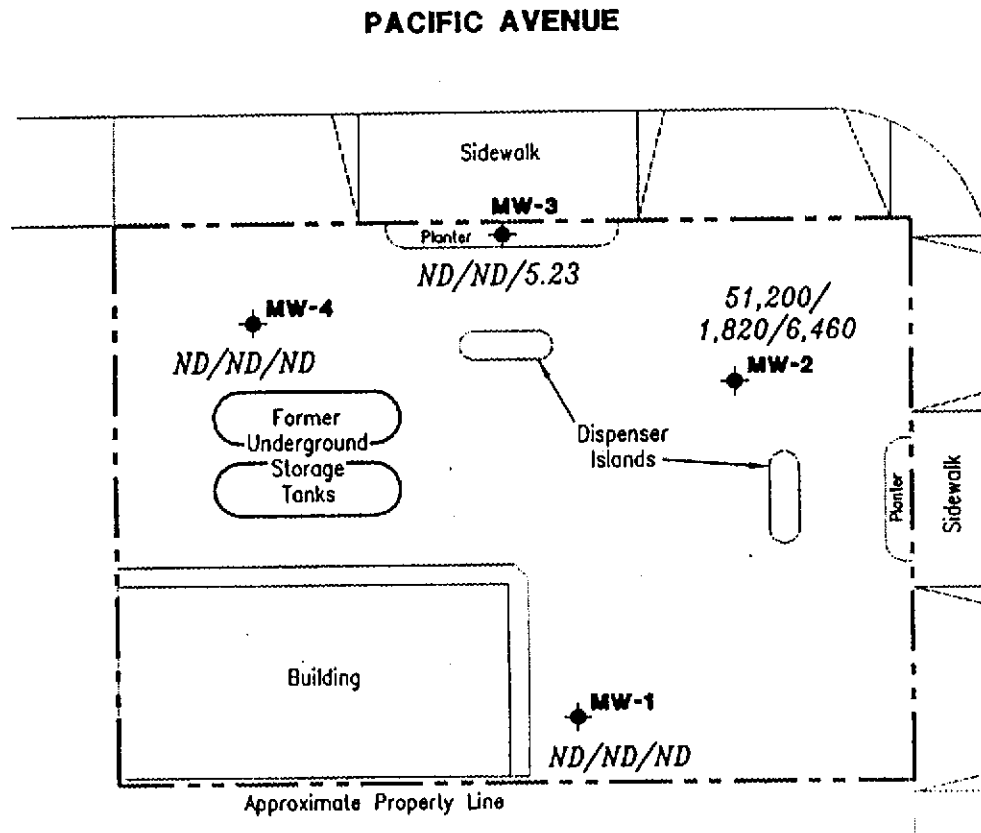 PACIFIC AVENUE
Sidewalk
MW-3
Planter
ND/ND/5.23
MW-4
ND/ND/ND
51,200/
1,820/6,460
MW-2
Former
Underground
Storage
Tanks
Dispenser
Islands
Planter
Sidewalk
Building
MW-1
ND/ND/ND
Approximate Property Line